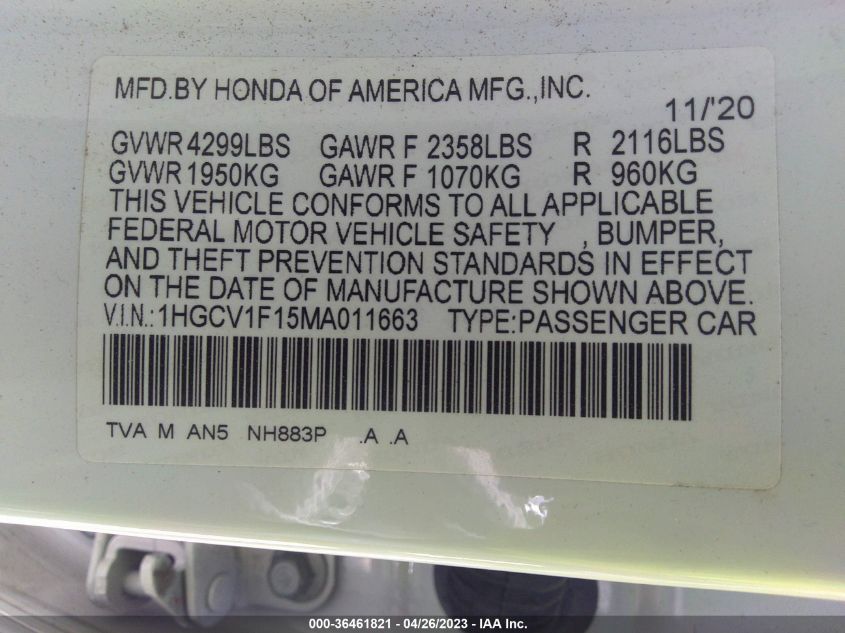 MFD.BY HONDA OF AMERICA MFG.,INC.
11/'20
GVWR 4299LBS GAWR F 2358LBS R 2116LBS
GVWR 1950KG GAWR F 1070KG R 960KG
THIS VEHICLE CONFORMS TO ALL APPLICABLE
FEDERAL MOTOR VEHICLE SAFETY , BUMPER,
AND THEFT PREVENTION STANDARDS IN EFFECT
ON THE DATE OF MANUFACTURE SHOWN ABOVE.
V.I.N.:1HGCV1F15MA011663 TYPE:PASSENGER CAR
TVA M AN5 NH883P .A .A
000-36461821 - 04/26/2023 - IAA Inc.